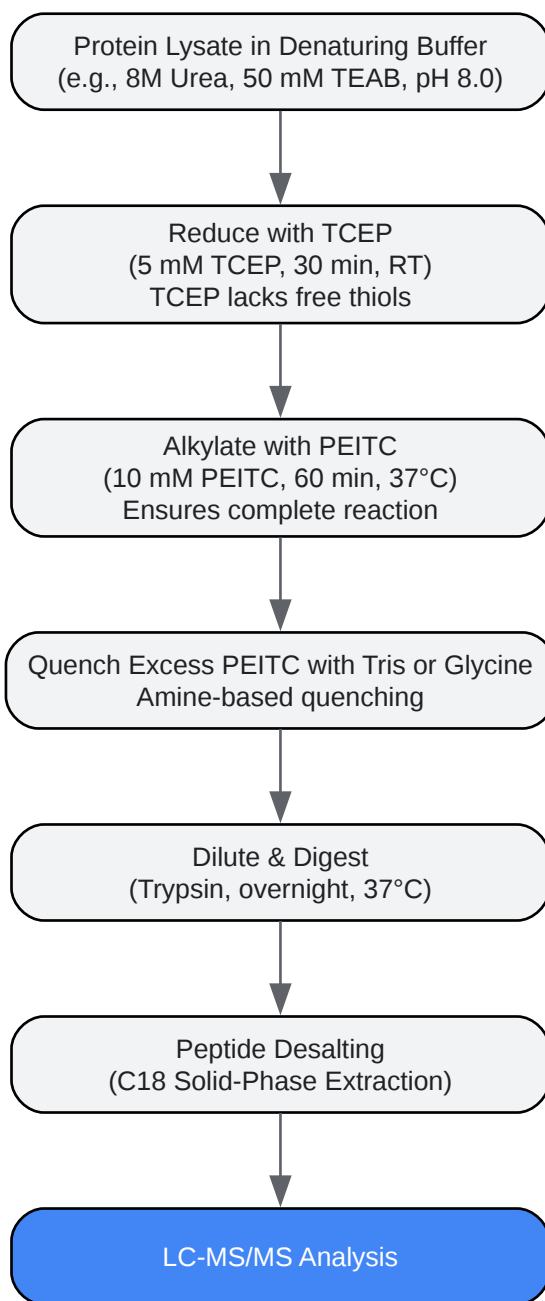 Protein Lysate in Denaturing Buffer
(e.g., 8M Urea, 50 mM TEAB, pH 8.0)
Reduce with TCEP
(5 mM TCEP, 30 min, RT)
TCEP lacks free thiols
Alkylate with PEITC
(10 mM PEITC, 60 min, 37°C)
Ensures complete reaction
Quench Excess PEITC with Tris or Glycine
Amine-based quenching
Dilute & Digest
(Trypsin, overnight, 37°C)
Peptide Desalting
(C18 Solid-Phase Extraction)
LC-MS/MS Analysis